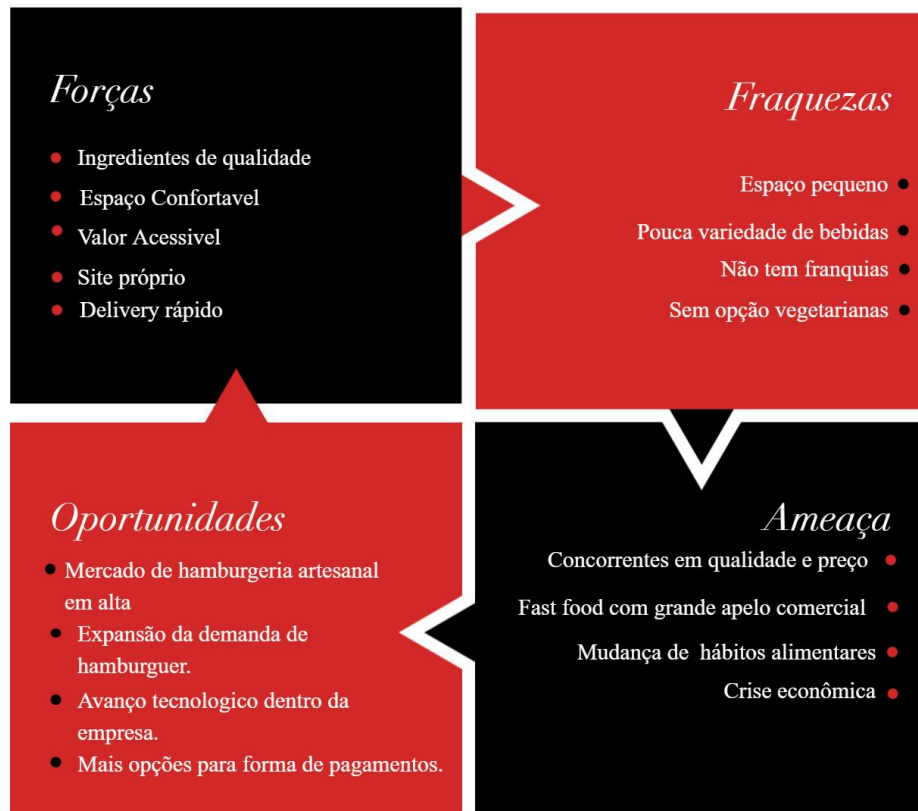 Forças
Ingredientes de qualidade
Espaço Confortavel
Valor Acessivel
Site próprio
Delivery rápido
Fraquezas
Espaço pequeno
Pouca variedade de bebidas
Não tem franquias
Sem opção vegetarianas
Oportunidades
Mercado de hamburgeria artesanal
em alta
Expansão da demanda de
hamburguer.
Avanço tecnologico dentro da
empresa.
Mais opções para forma de pagamentos.
Ameaça
Concorrentes em qualidade e preço
Fast food com grande apelo comercial
Mudança de hábitos alimentares
Crise econômica